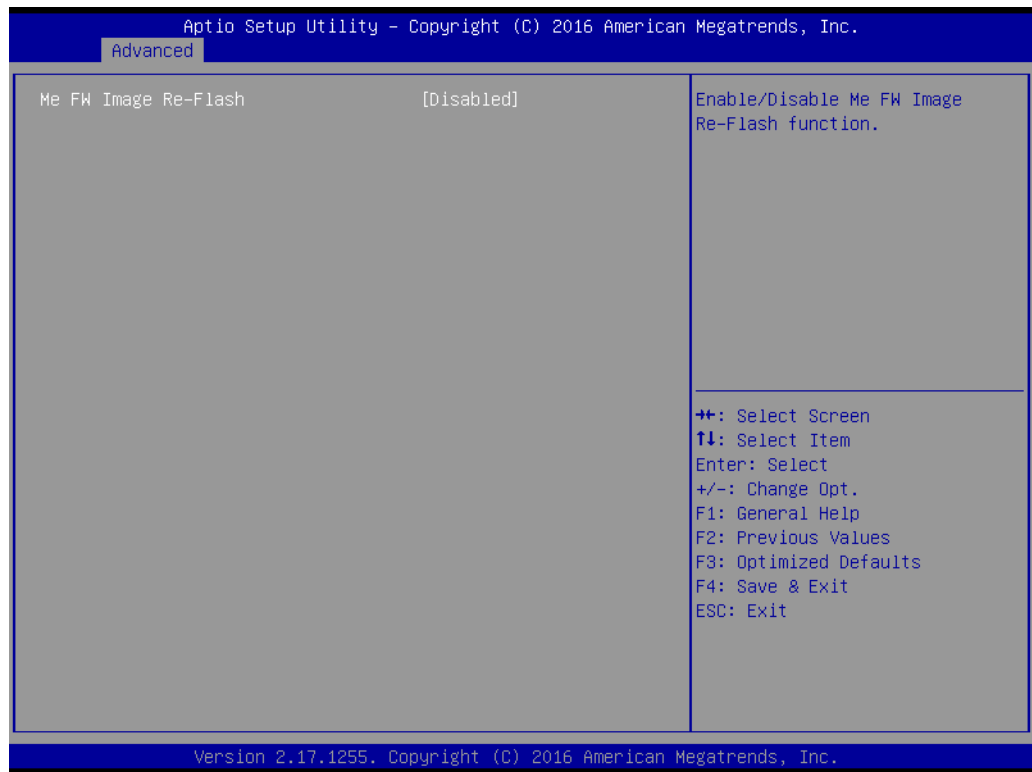 Aptio Setup Utility – Copyright (C) 2016 American Megatrends, Inc.
Advanced
Me FW Image Re-Flash [Disabled]
Enable/Disable Me FW Image
Re-Flash function.
→←: Select Screen
↑↓: Select Item
Enter: Select
+/-: Change Opt.
F1: General Help
F2: Previous Values
F3: Optimized Defaults
F4: Save & Exit
ESC: Exit
Version 2.17.1255. Copyright (C) 2016 American Megatrends, Inc.